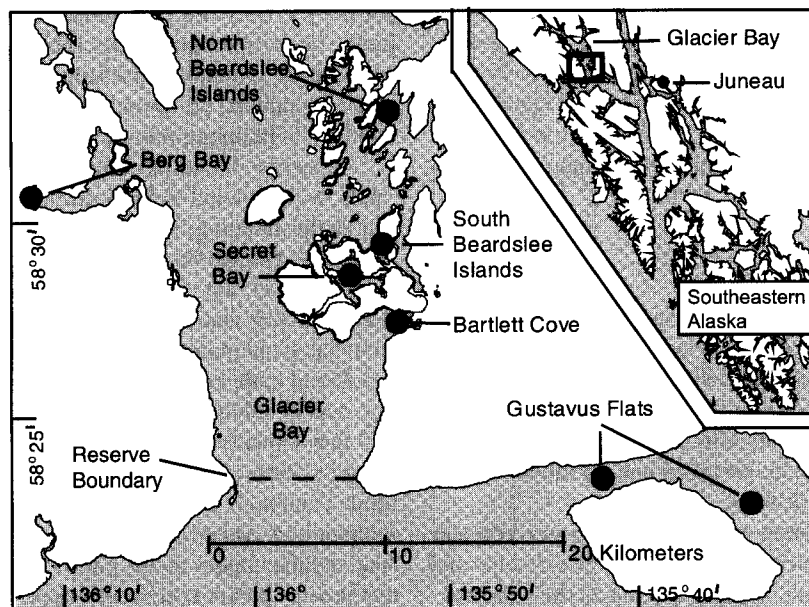 North
Beardslee
Islands
Glacier Bay
Juneau
Berg Bay
58° 30′
Secret
Bay
South
Beardslee
Islands
Southeastern
Alaska
Bartlett Cove
Glacier
Bay
Gustavus Flats
58° 25′
Reserve
Boundary
0
10
20 Kilometers
136° 10′
136°
135° 50′
135° 40′